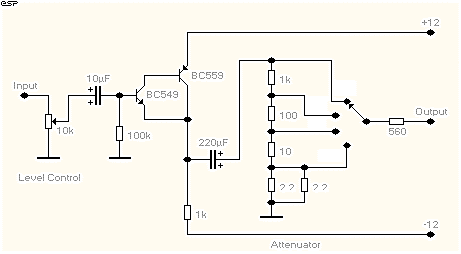 ESP
+12
BC559
Input
10µF
BC549
1k
100
Output
10k
100k
220µF
560
10
Level Control
2.2
2.2
1k
-12
Attenuator